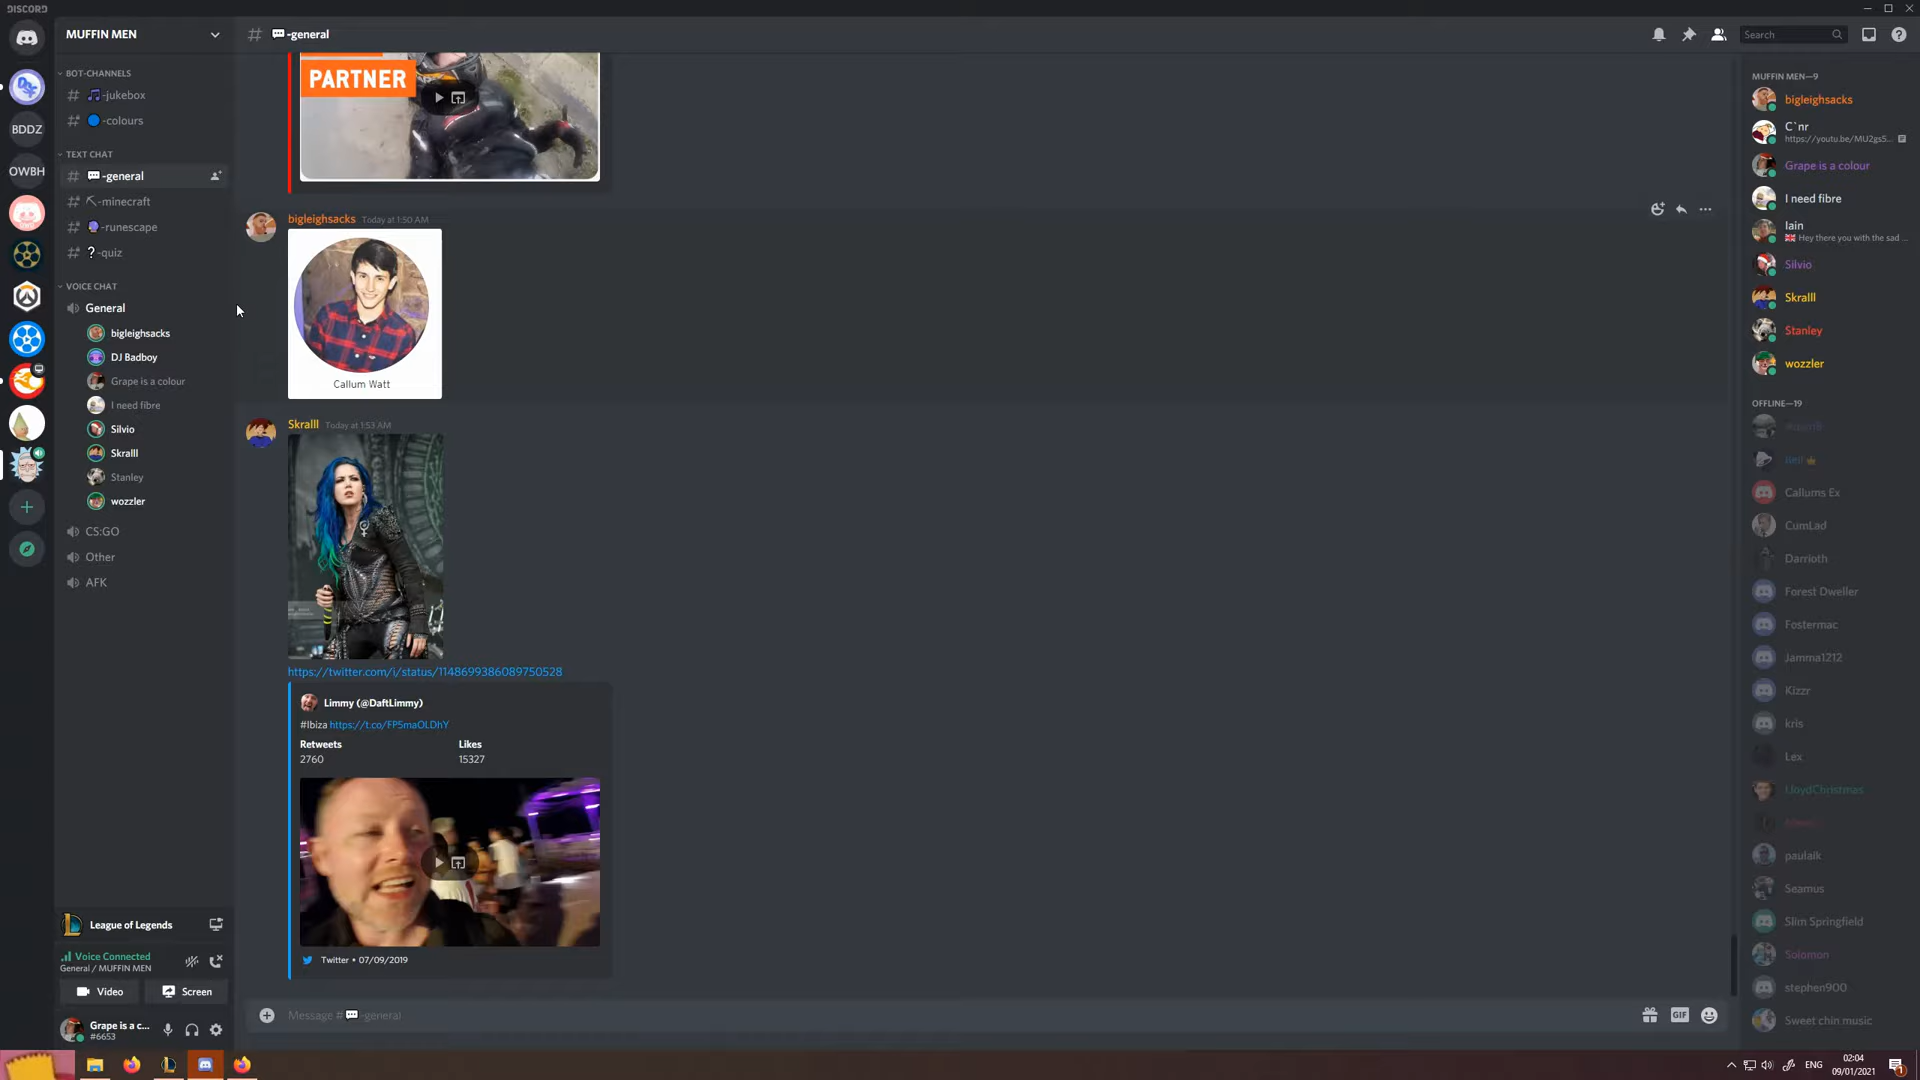 DISCORD
MUFFIN MEN
BOT-CHANNELS
-jukebox
-colours
TEXT CHAT
-general
-minecraft
-runescape
-quiz
VOICE CHAT
General
bigleighsacks
DJ Badboy
Grape is a colour
I need fibre
Silvio
Skralll
Stanley
wozzler
CS:GO
Other
AFK
League of Legends
Voice Connected
General / MUFFIN MEN
Video
Screen
Grape is a c...
#6653
BDDZ
OWBH
# -general
PARTNER
bigleighsacks Today at 1:50 AM
Callum Watt
Skralll Today at 1:53 AM
https://twitter.com/i/status/1148699386089750528
Limmy (@DaftLimmy)
#Ibiza https://t.co/FP5maOLDhY
Retweets Likes
2760 15327
Twitter • 07/09/2019
Message # -general
GIF
Search
MUFFIN MEN—9
bigleighsacks
C`nr
https://youtu.be/MU2gsS...
Grape is a colour
I need fibre
Iain
Hey there you with the sad ...
Silvio
Skralll
Stanley
wozzler
OFFLINE—19
Neil
Callums Ex
CumLad
Darrioth
Forest Dweller
Fostermac
Jamma1212
Kizzr
kris
Lex
LloydChristmas
paulaik
Seamus
Slim Springfield
Solomon
stephen900
Sweet chin music
ENG
02:04
09/01/2021